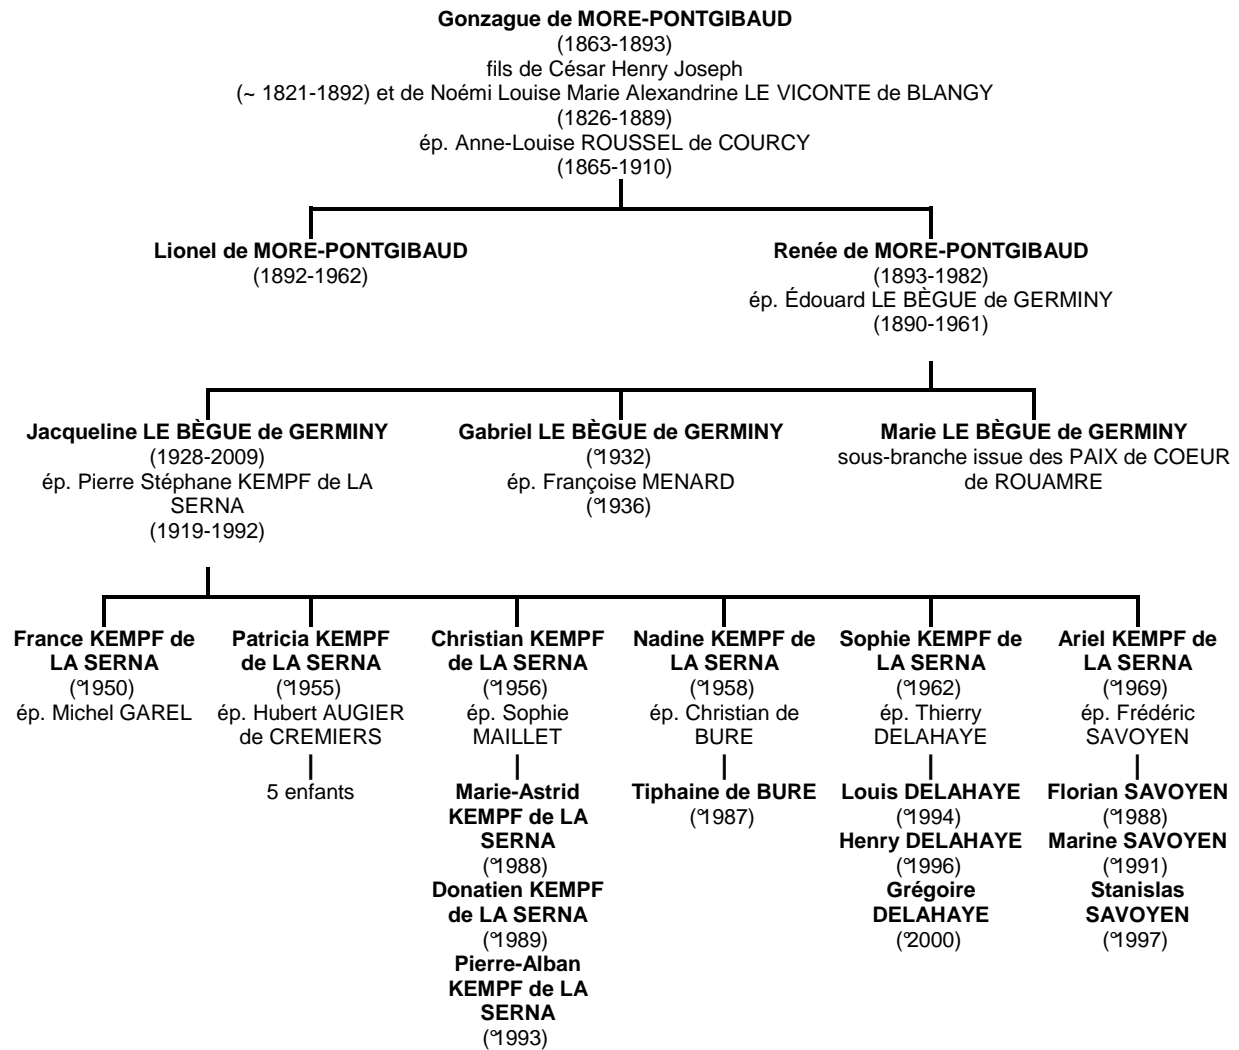 Gonzague de MORE-PONTGIBAUD
(1863-1893)
fils de César Henry Joseph
(~ 1821-1892) et de Noémi Louise Marie Alexandrine LE VICONTE de BLANGY
(1826-1889)
ép. Anne-Louise ROUSSEL de COURCY
(1865-1910)
Lionel de MORE-PONTGIBAUD
(1892-1962)
Renée de MORE-PONTGIBAUD
(1893-1982)
ép. Édouard LE BÈGUE de GERMINY
(1890-1961)
Jacqueline LE BÈGUE de GERMINY
(1928-2009)
ép. Pierre Stéphane KEMPF de LA
SERNA
(1919-1992)
Gabriel LE BÈGUE de GERMINY
(°1932)
ép. Françoise MENARD
(°1936)
Marie LE BÈGUE de GERMINY
sous-branche issue des PAIX de COEUR
de ROUAMRE
France KEMPF de
LA SERNA
(°1950)
ép. Michel GAREL
Patricia KEMPF
de LA SERNA
(°1955)
ép. Hubert AUGIER
de CREMIERS
5 enfants
Christian KEMPF
de LA SERNA
(°1956)
ép. Sophie
MAILLET
Marie-Astrid
KEMPF de LA
SERNA
(°1988)
Donatien KEMPF
de LA SERNA
(°1989)
Pierre-Alban
KEMPF de LA
SERNA
(°1993)
Nadine KEMPF de
LA SERNA
(°1958)
ép. Christian de
BURE
Tiphaine de BURE
(°1987)
Sophie KEMPF de
LA SERNA
(°1962)
ép. Thierry
DELAHAYE
Louis DELAHAYE
(°1994)
Henry DELAHAYE
(°1996)
Grégoire
DELAHAYE
(°2000)
Ariel KEMPF de
LA SERNA
(°1969)
ép. Frédéric
SAVOYEN
Florian SAVOYEN
(°1988)
Marine SAVOYEN
(°1991)
Stanislas
SAVOYEN
(°1997)